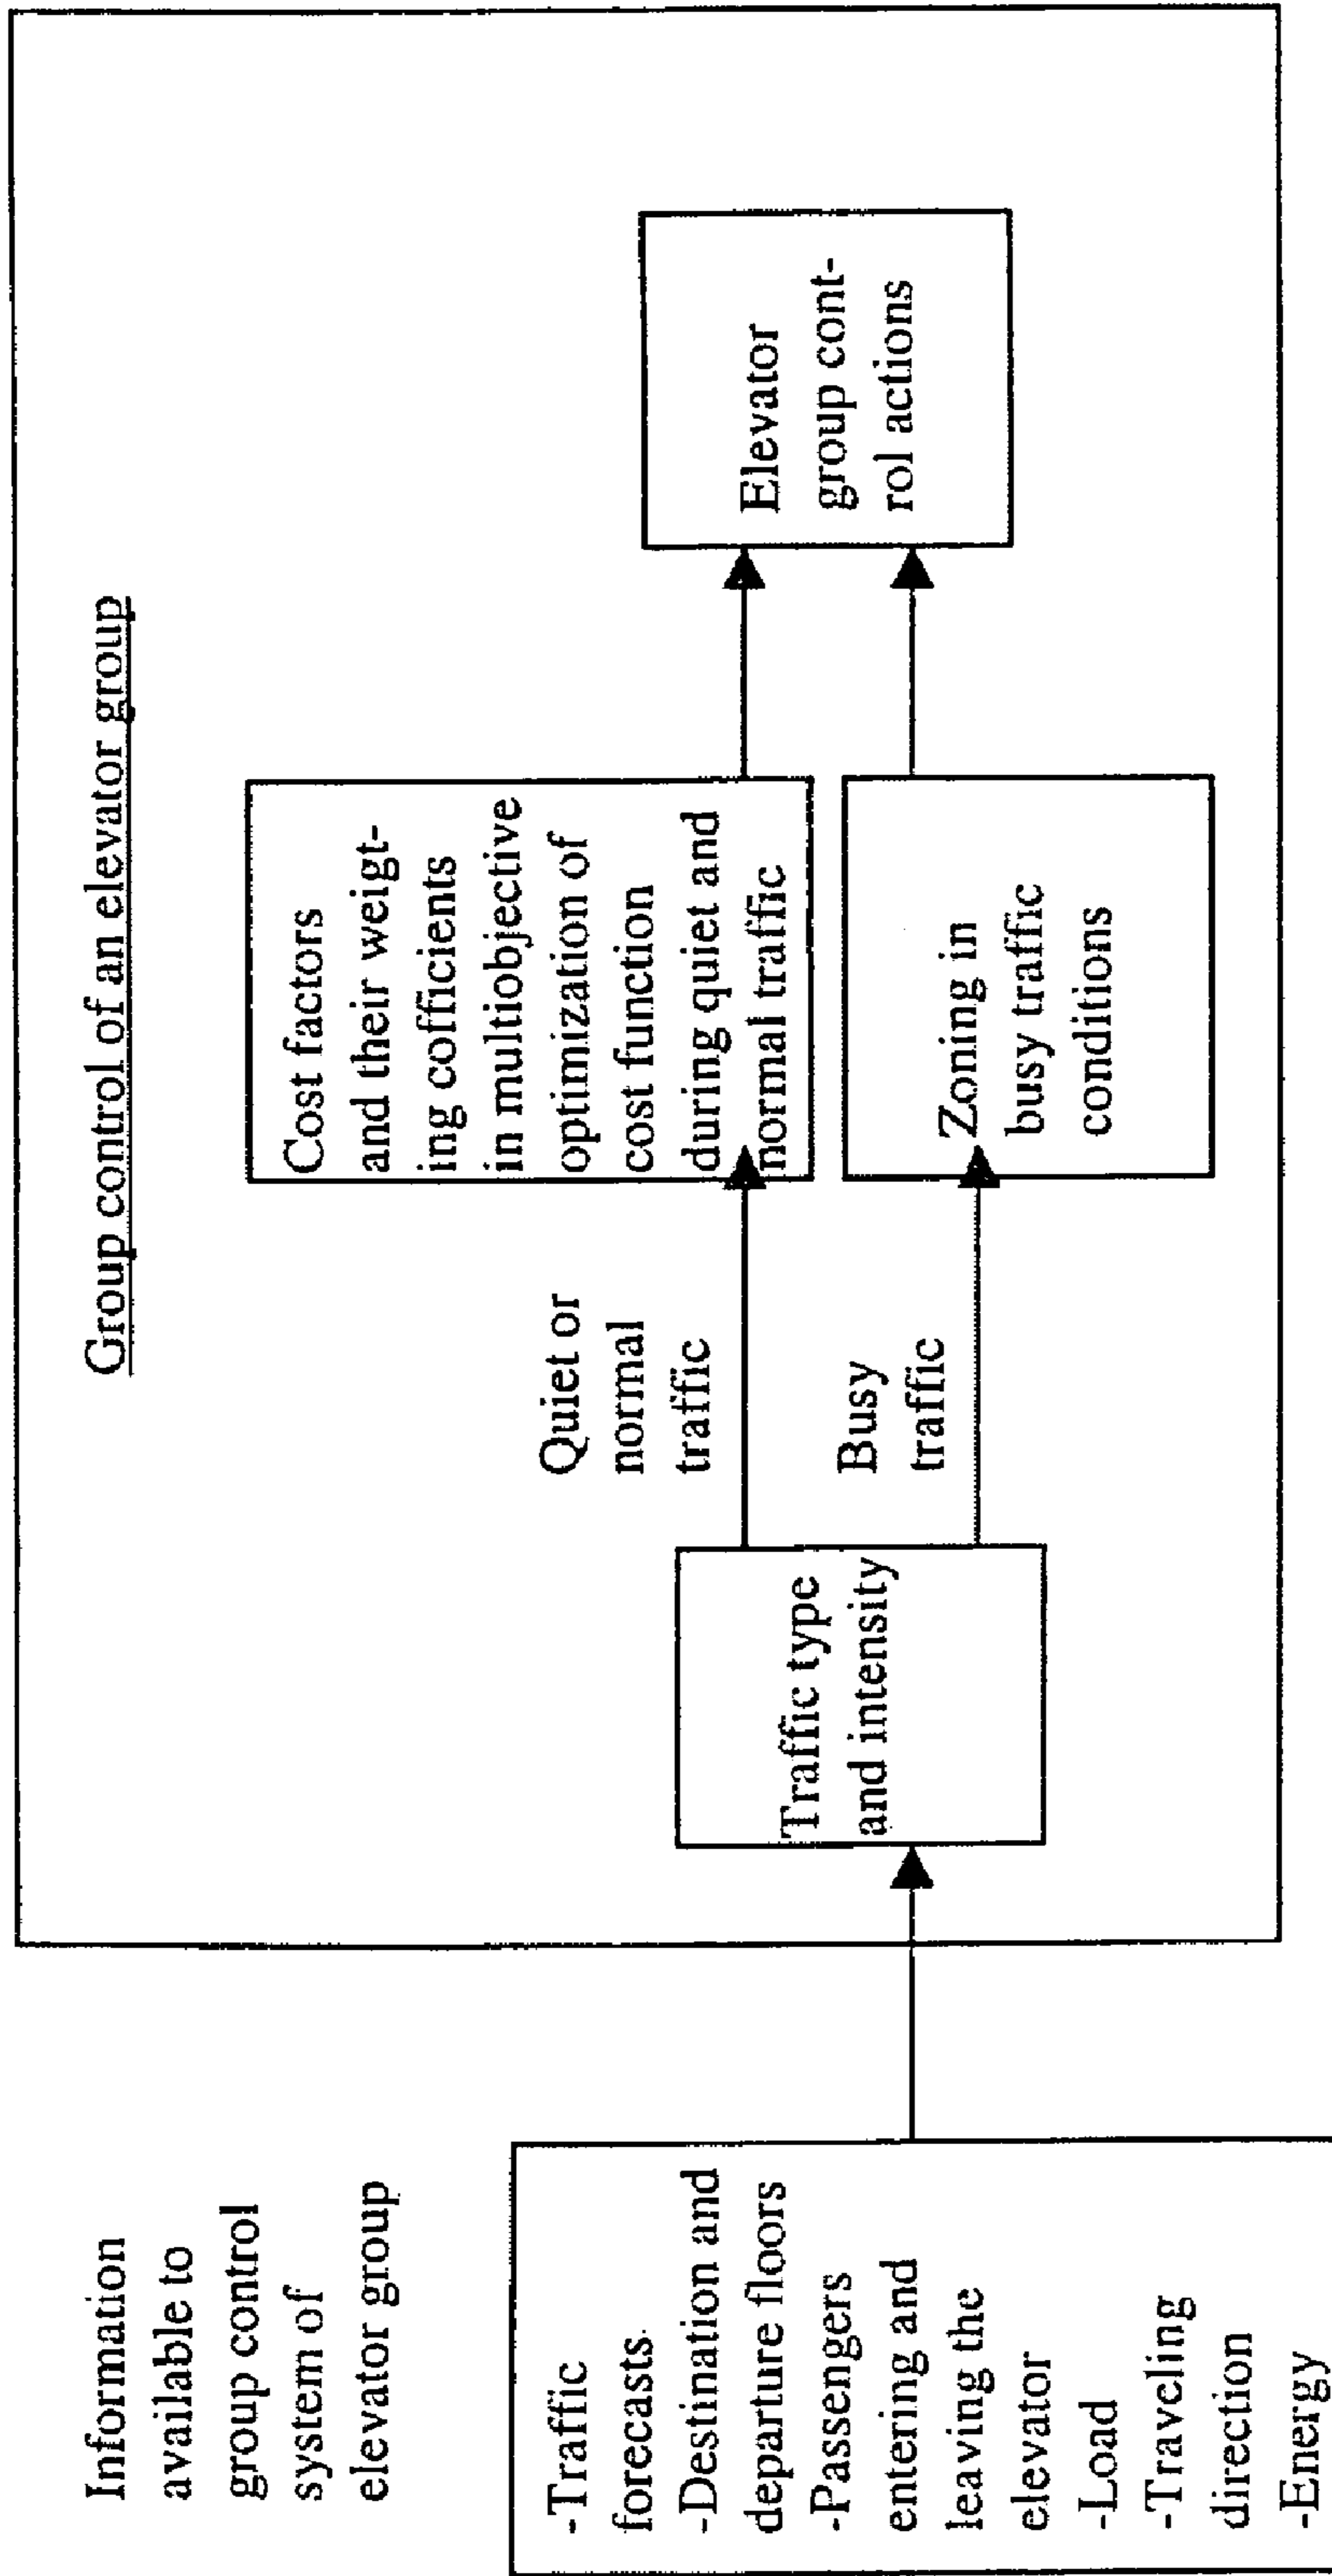 Group control of an elevator group
Information
available to
group control
system of
elevator group
-Traffic
forecasts
-Destination and
departure floors
-Passengers
entering and
leaving the
elevator
-Load
-Traveling
direction
-Energy
Traffic type
and intensity
Quiet or
normal
traffic
Busy
traffic
Cost factors
and their weigt-
ing cofficients
in multiobjective
optimization of
cost function
during quiet and
normal traffic
Zoning in
busy traffic
conditions
Elevator
group cont-
rol actions